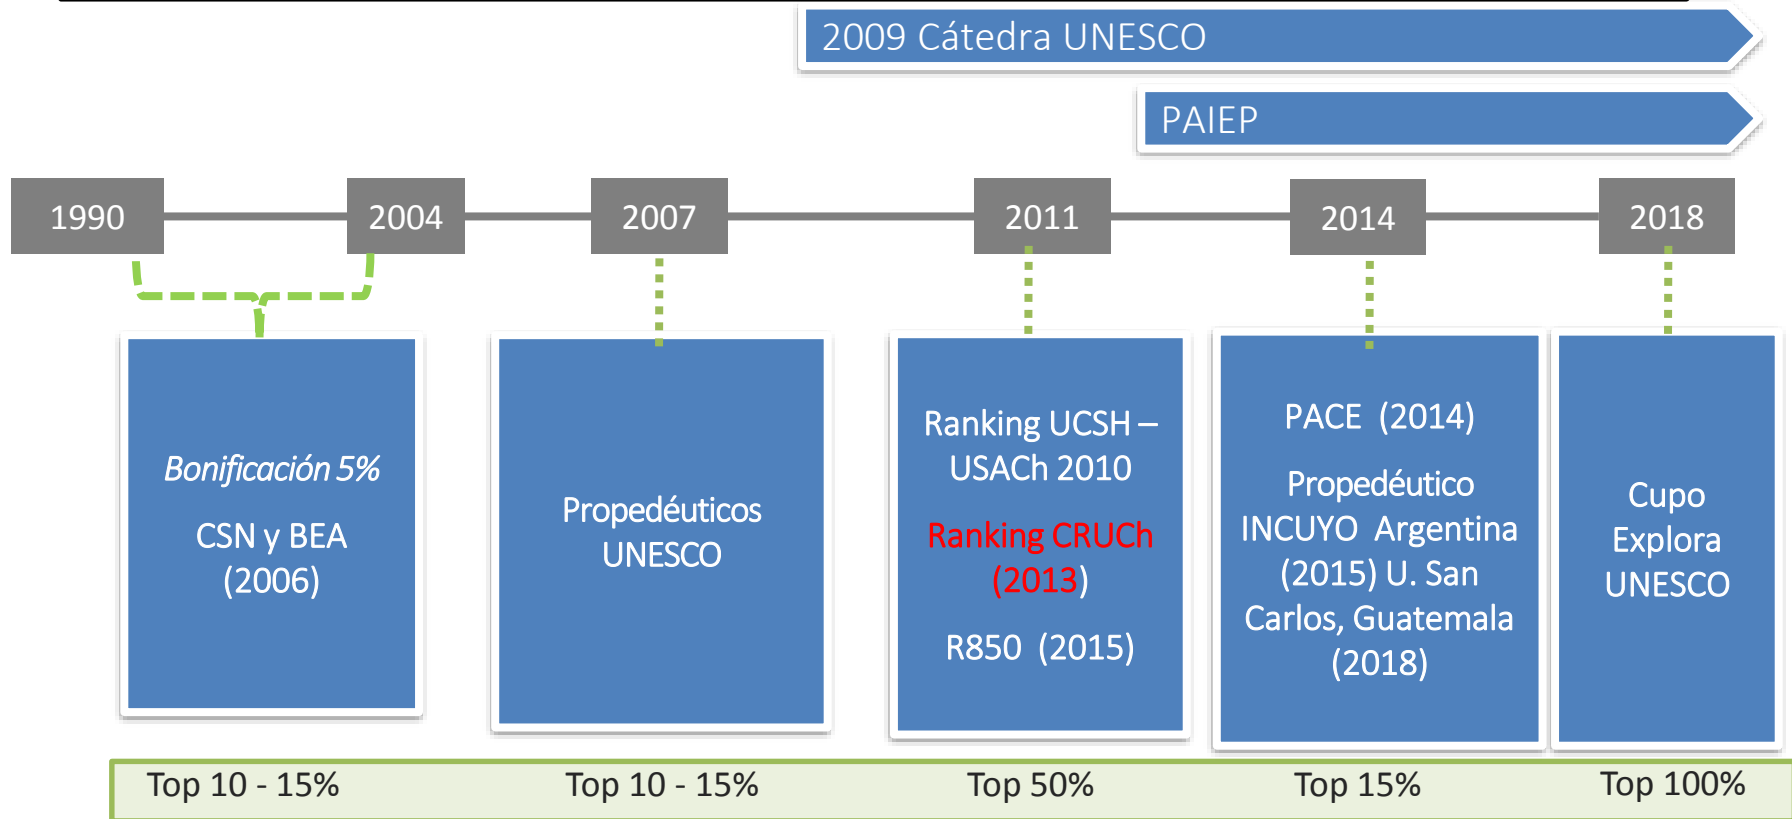 2009 Cátedra UNESCO
PAIEP
1990
2004
2007
2011
2014
2018
Bonificación 5%
CSN y BEA
(2006)
Propedéuticos
UNESCO
Ranking UCSH –
USACh 2010
Ranking CRUCh
(2013)
R850 (2015)
PACE (2014)
Propedéutico
INCUYO Argentina
(2015) U. San
Carlos, Guatemala
(2018)
Cupo
Explora
UNESCO
Top 10 - 15%
Top 10 - 15%
Top 50%
Top 15%
Top 100%